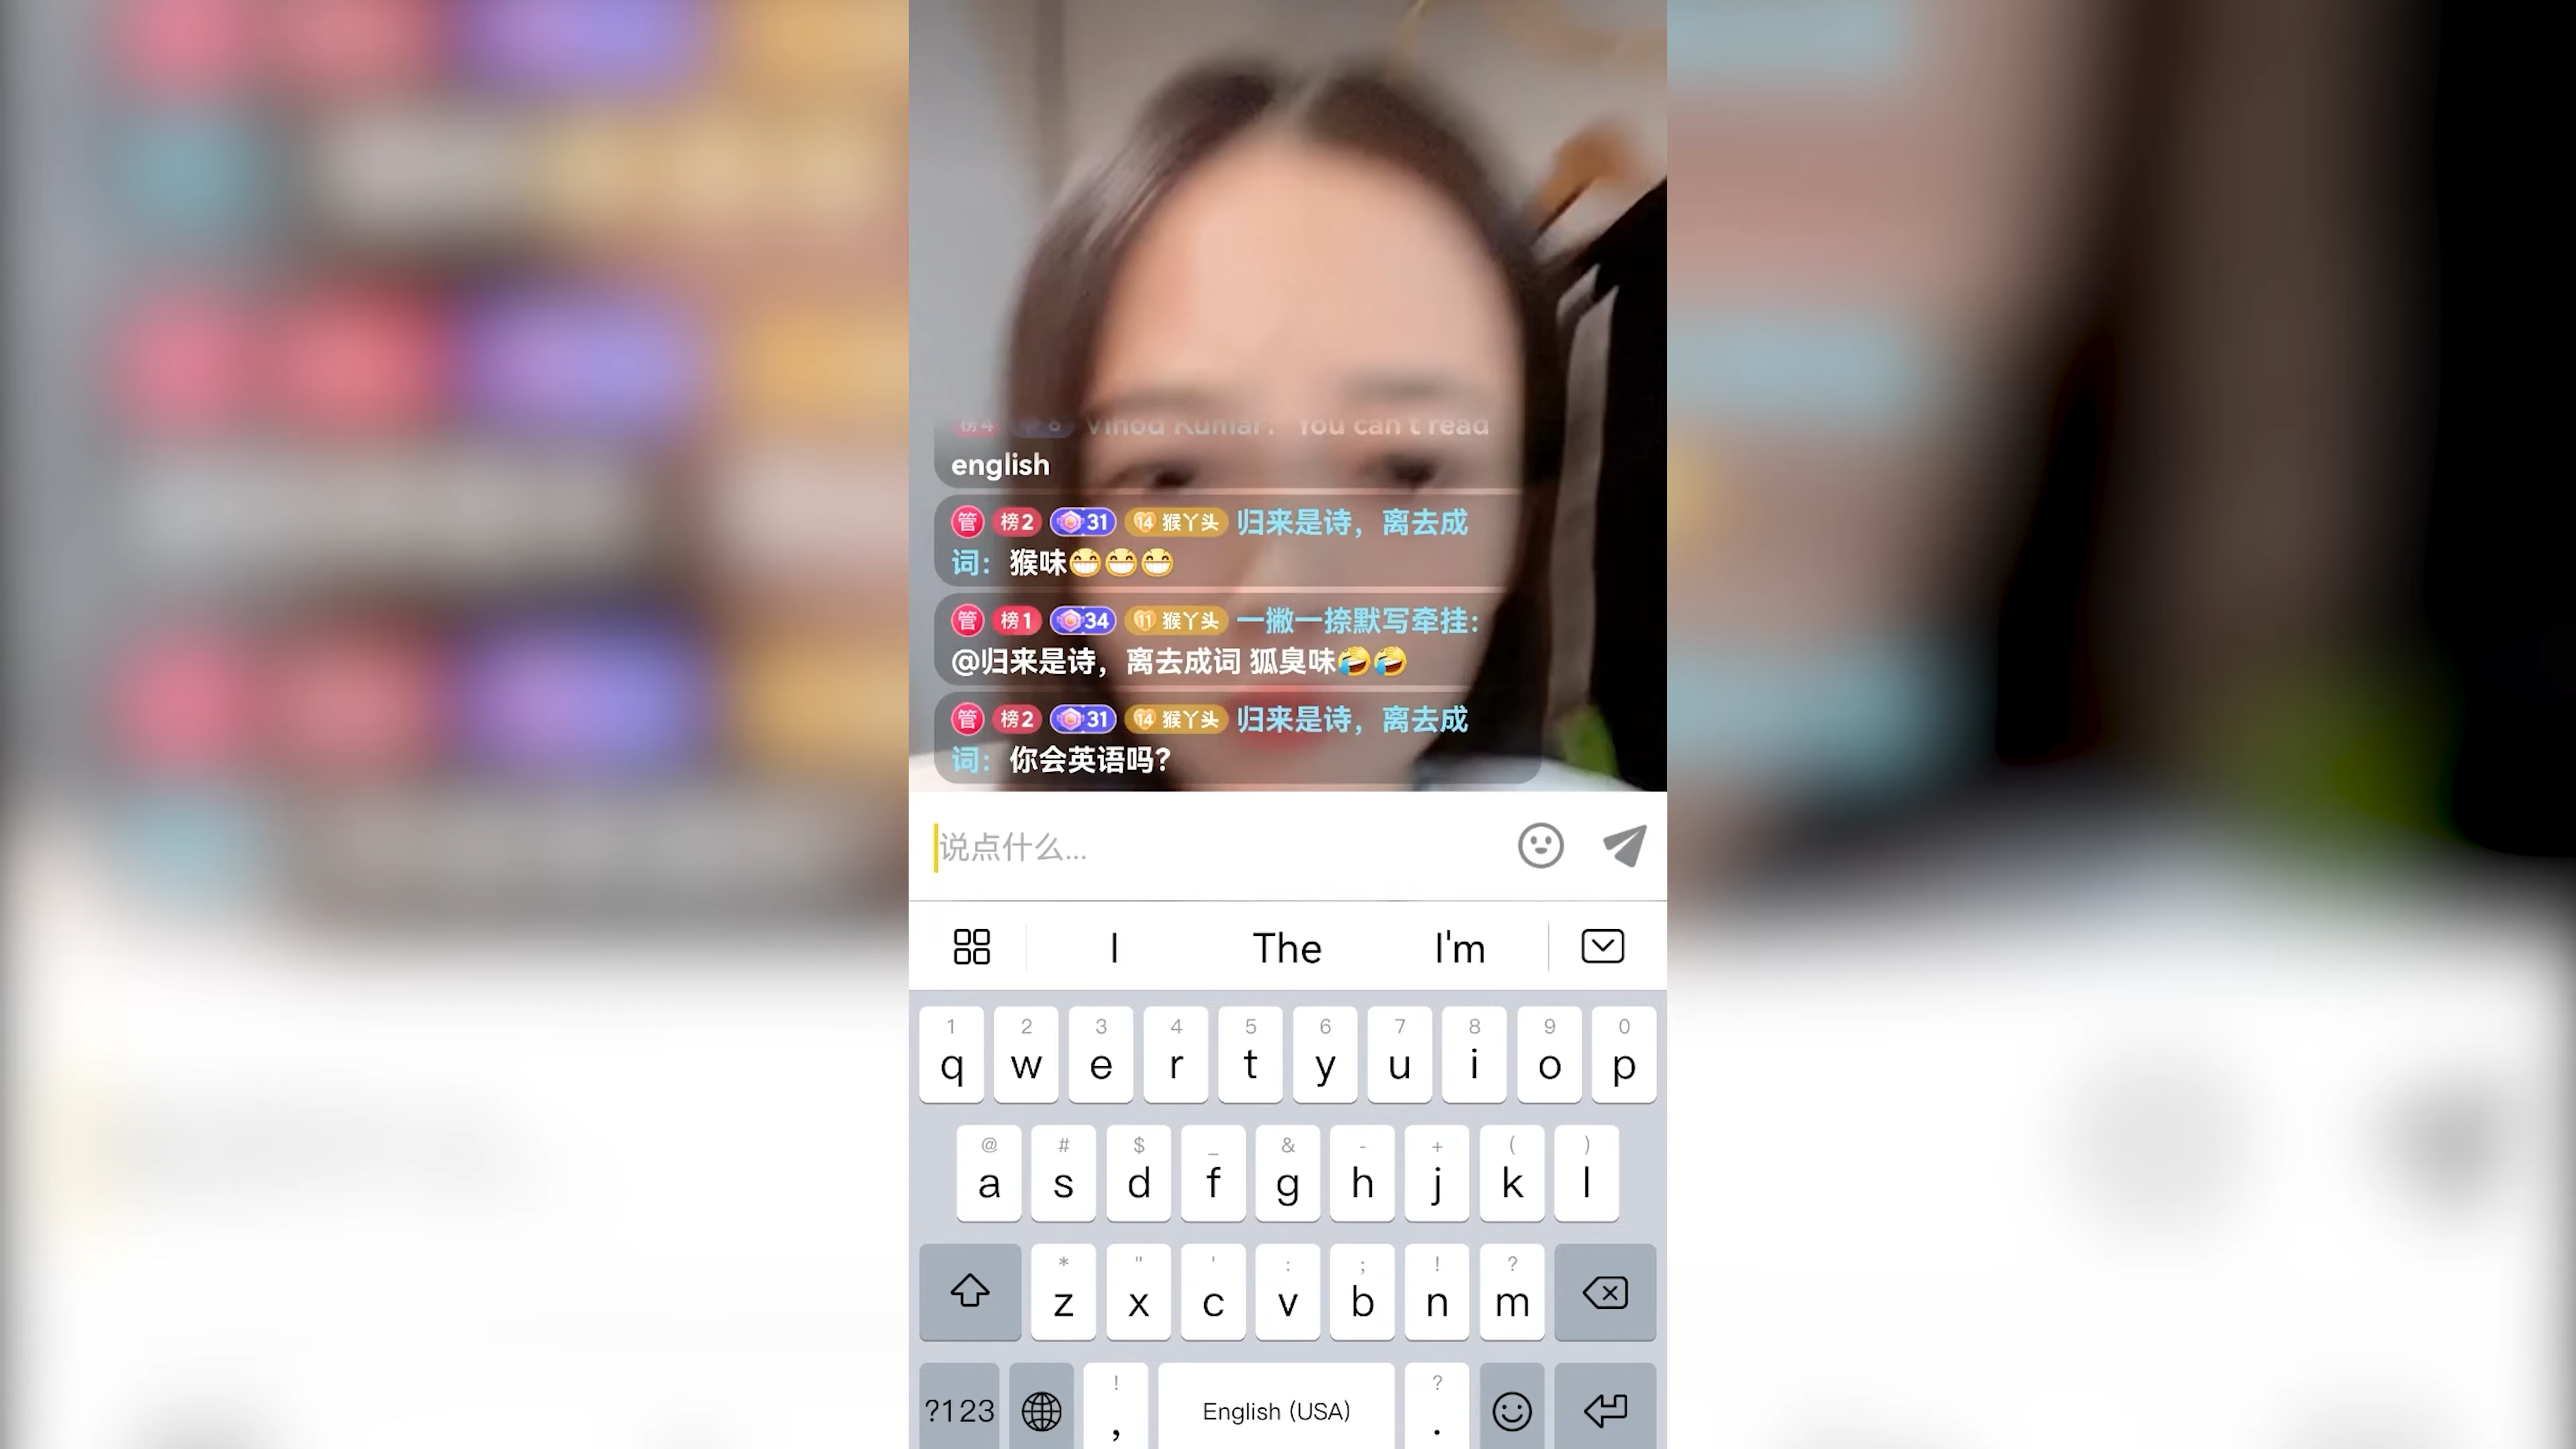 榜4 6 Vinod Kumar: You can't read
english
管 榜2 31 14 猴丫头 归来是诗，离去成
词：猴味😁😁😁
管 榜1 34 11 猴丫头 一撇一捺默写牵挂：
@归来是诗，离去成词 狐臭味🤣🤣
管 榜2 31 14 猴丫头 归来是诗，离去成
词：你会英语吗？
说点什么...
I The I'm
1 2 3 4 5 6 7 8 9 0
q w e r t y u i o p
@ # $ _ & - + ( )
a s d f g h j k l
* " ' : ; ! ?
z x c v b n m
! ?
?123 , English (USA) .